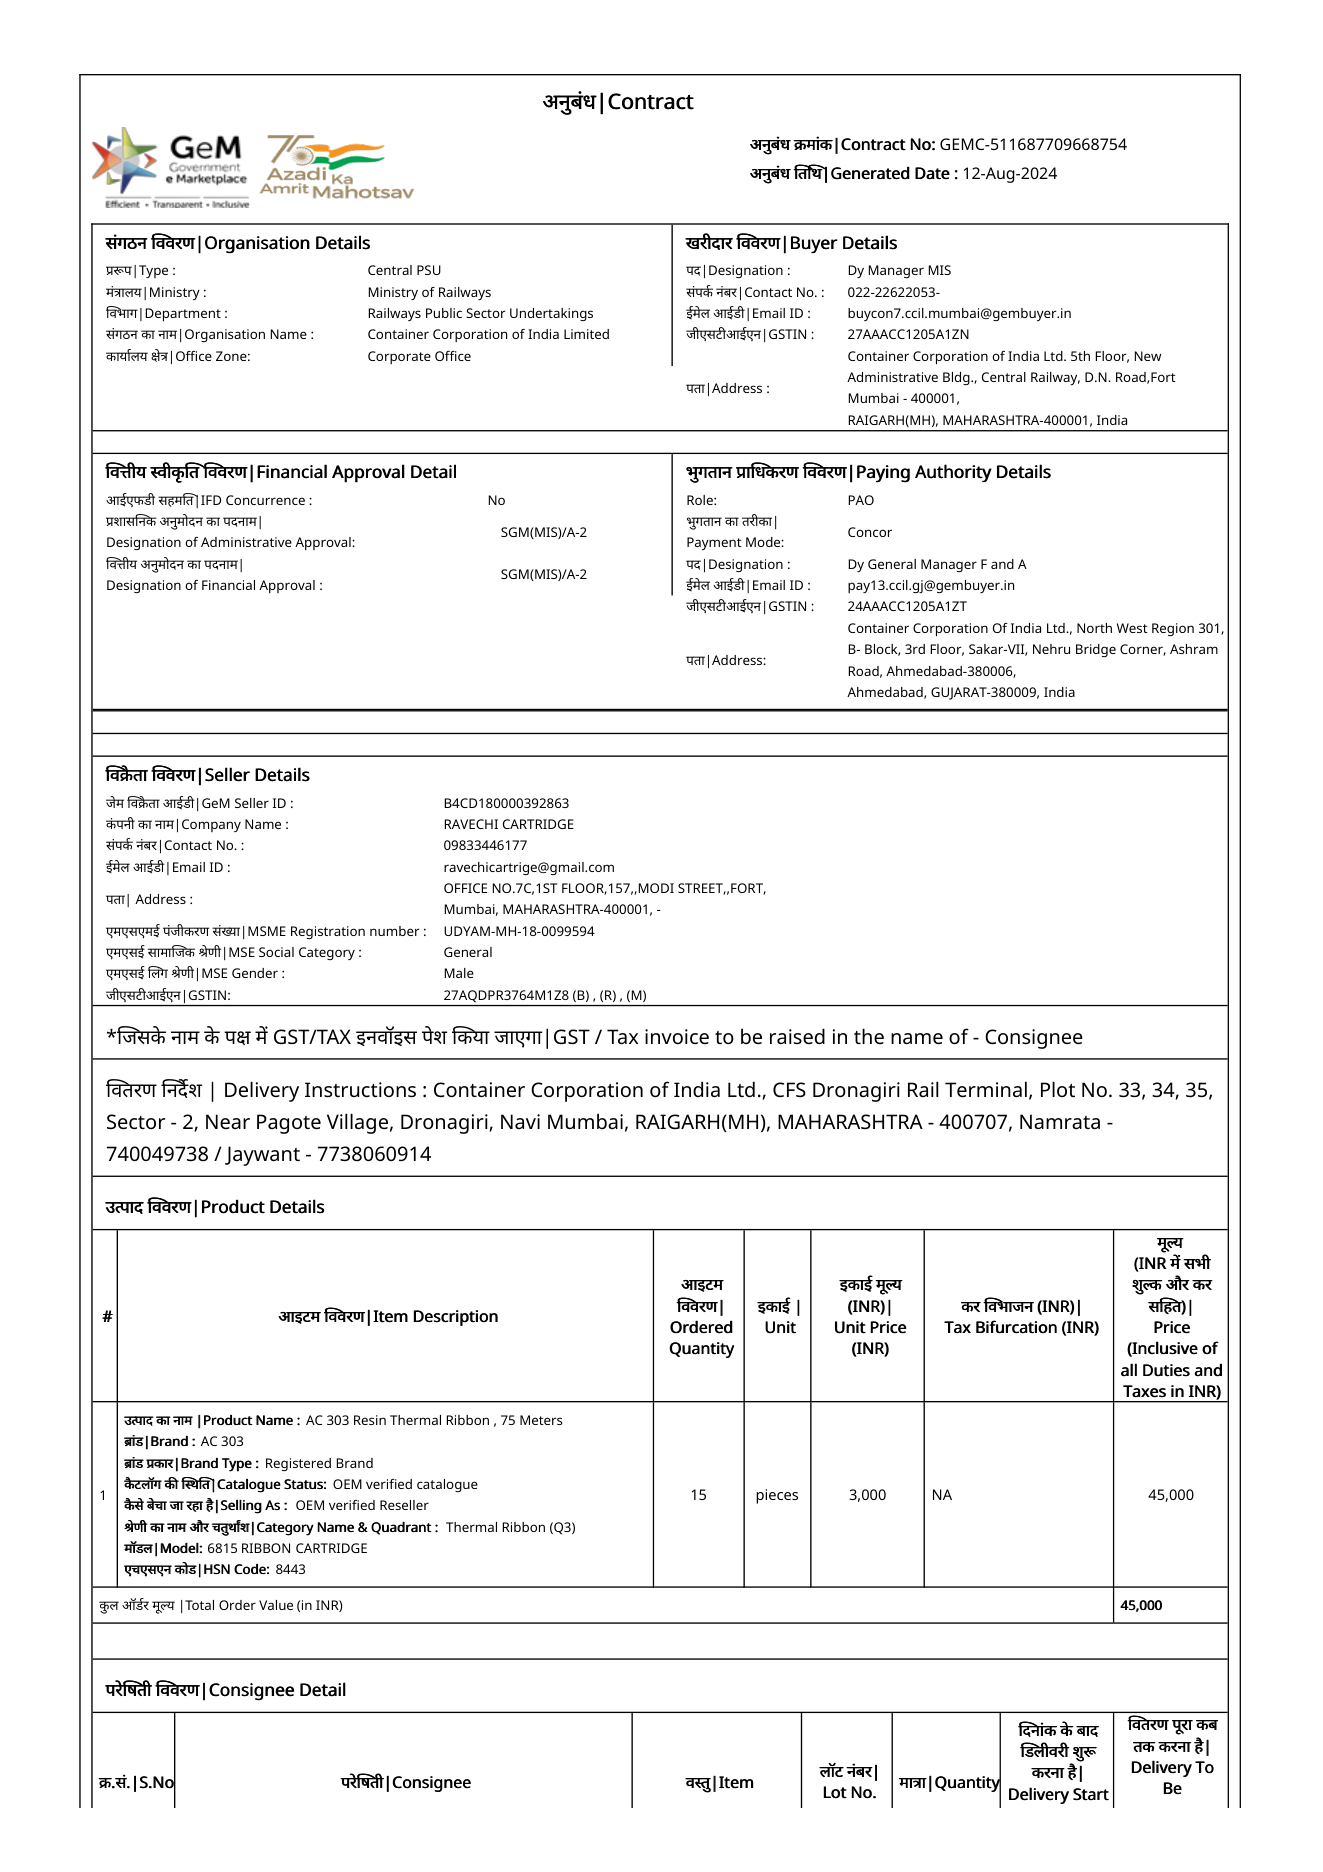 अनुबंध|Contract
GeM
Government
e Marketplace
Efficient • Transparent • Inclusive
75
Azadi Ka
Amrit Mahotsav
अनुबंध क्रमांक|Contract No: GEMC-511687709668754
अनुबंध तिथि|Generated Date : 12-Aug-2024
संगठन विवरण|Organisation Details
प्ररूप|Type : Central PSU
मंत्रालय|Ministry : Ministry of Railways
विभाग|Department : Railways Public Sector Undertakings
संगठन का नाम|Organisation Name : Container Corporation of India Limited
कार्यालय क्षेत्र|Office Zone: Corporate Office
खरीदार विवरण|Buyer Details
पद|Designation : Dy Manager MIS
संपर्क नंबर|Contact No. : 022-22622053-
ईमेल आईडी|Email ID : buycon7.ccil.mumbai@gembuyer.in
जीएसटीआईएन|GSTIN : 27AAACC1205A1ZN
पता|Address :
Container Corporation of India Ltd. 5th Floor, New
Administrative Bldg., Central Railway, D.N. Road,Fort
Mumbai - 400001,
RAIGARH(MH), MAHARASHTRA-400001, India
वित्तीय स्वीकृति विवरण|Financial Approval Detail
आईएफडी सहमति|IFD Concurrence : No
प्रशासनिक अनुमोदन का पदनाम|
Designation of Administrative Approval: SGM(MIS)/A-2
वित्तीय अनुमोदन का पदनाम|
Designation of Financial Approval : SGM(MIS)/A-2
भुगतान प्राधिकरण विवरण|Paying Authority Details
Role: PAO
भुगतान का तरीका|
Payment Mode: Concor
पद|Designation : Dy General Manager F and A
ईमेल आईडी|Email ID : pay13.ccil.gj@gembuyer.in
जीएसटीआईएन|GSTIN : 24AAACC1205A1ZT
पता|Address:
Container Corporation Of India Ltd., North West Region 301,
B- Block, 3rd Floor, Sakar-VII, Nehru Bridge Corner, Ashram
Road, Ahmedabad-380006,
Ahmedabad, GUJARAT-380009, India
विक्रेता विवरण|Seller Details
जेम विक्रेता आईडी|GeM Seller ID : B4CD180000392863
कंपनी का नाम|Company Name : RAVECHI CARTRIDGE
संपर्क नंबर|Contact No. : 09833446177
ईमेल आईडी|Email ID : ravechicartrige@gmail.com
पता| Address :
OFFICE NO.7C,1ST FLOOR,157,,MODI STREET,,FORT,
Mumbai, MAHARASHTRA-400001, -
एमएसएमई पंजीकरण संख्या|MSME Registration number : UDYAM-MH-18-0099594
एमएसई सामाजिक श्रेणी|MSE Social Category : General
एमएसई लिंग श्रेणी|MSE Gender : Male
जीएसटीआईएन|GSTIN: 27AQDPR3764M1Z8 (B) , (R) , (M)
*जिसके नाम के पक्ष में GST/TAX इनवॉइस पेश किया जाएगा|GST / Tax invoice to be raised in the name of - Consignee
वितरण निर्देश | Delivery Instructions : Container Corporation of India Ltd., CFS Dronagiri Rail Terminal, Plot No. 33, 34, 35,
Sector - 2, Near Pagote Village, Dronagiri, Navi Mumbai, RAIGARH(MH), MAHARASHTRA - 400707, Namrata -
740049738 / Jaywant - 7738060914
उत्पाद विवरण|Product Details
#
आइटम विवरण|Item Description
आइटम
विवरण|
Ordered
Quantity
इकाई |
Unit
इकाई मूल्य
(INR)|
Unit Price
(INR)
कर विभाजन (INR)|
Tax Bifurcation (INR)
मूल्य
(INR में सभी
शुल्क और कर
सहित)|
Price
(Inclusive of
all Duties and
Taxes in INR)
1
उत्पाद का नाम |Product Name : AC 303 Resin Thermal Ribbon , 75 Meters
ब्रांड|Brand : AC 303
ब्रांड प्रकार|Brand Type : Registered Brand
कैटलॉग की स्थिति|Catalogue Status: OEM verified catalogue
कैसे बेचा जा रहा है|Selling As : OEM verified Reseller
श्रेणी का नाम और चतुर्थांश|Category Name & Quadrant : Thermal Ribbon (Q3)
मॉडल|Model: 6815 RIBBON CARTRIDGE
एचएसएन कोड|HSN Code: 8443
15
pieces
3,000
NA
45,000
कुल ऑर्डर मूल्य |Total Order Value (in INR) 45,000
परेषिती विवरण|Consignee Detail
क्र.सं.|S.No
परेषिती|Consignee
वस्तु|Item
लॉट नंबर|
Lot No.
मात्रा|Quantity
दिनांक के बाद
डिलीवरी शुरू
करना है|
Delivery Start
वितरण पूरा कब
तक करना है|
Delivery To
Be